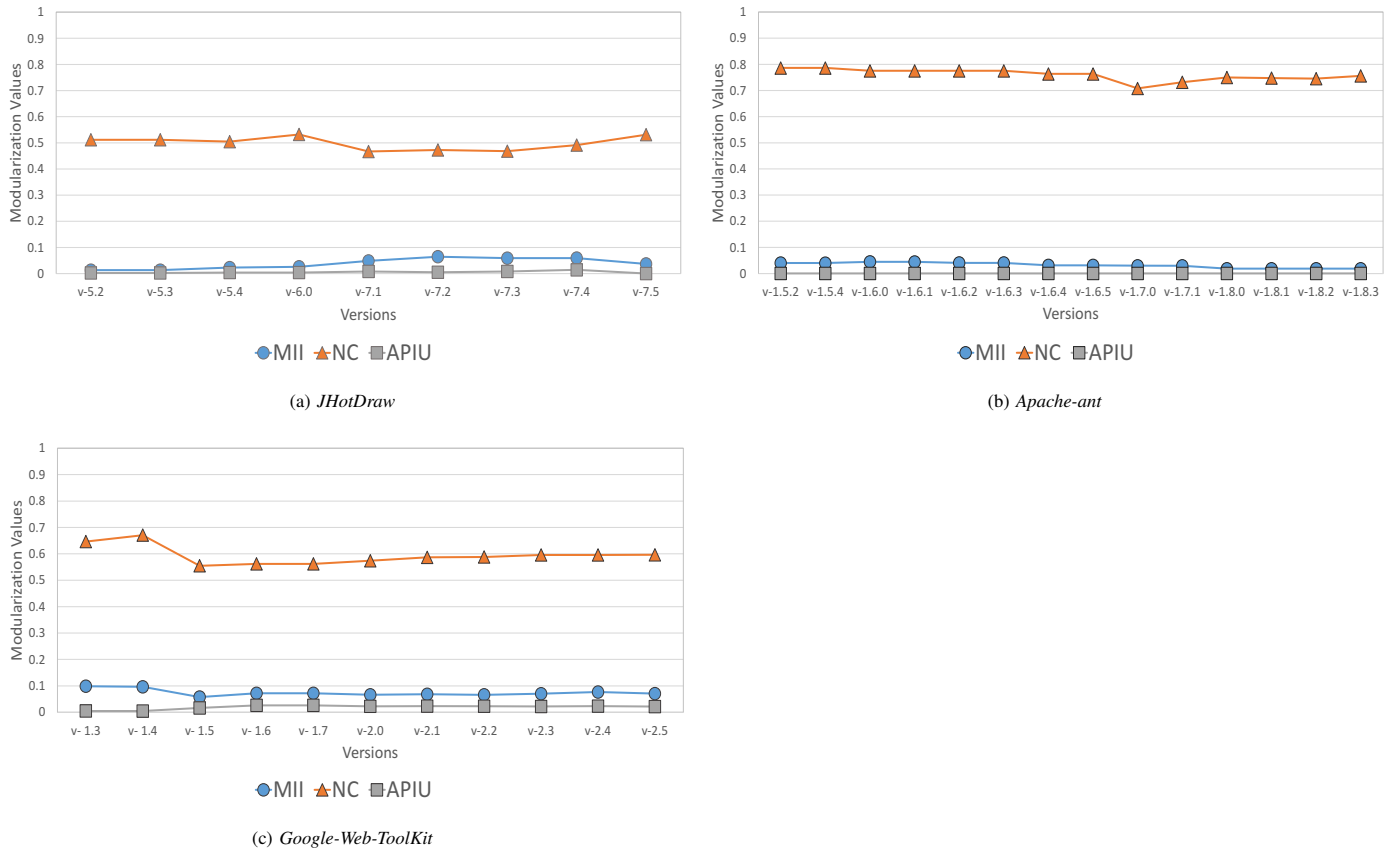 1
0.9
0.8
0.7
0.6
0.5
0.4
0.3
0.2
0.1
0
Modularization Values
v-5.2 v-5.3 v-5.4 v-6.0 v-7.1 v-7.2 v-7.3 v-7.4 v-7.5
Versions
MII NC APIU
(a) JHotDraw
1
0.9
0.8
0.7
0.6
0.5
0.4
0.3
0.2
0.1
0
Modularization Values
v-1.5.2 v-1.5.4 v-1.6.0 v-1.6.1 v-1.6.2 v-1.6.3 v-1.6.4 v-1.6.5 v-1.7.0 v-1.7.1 v-1.8.0 v-1.8.1 v-1.8.2 v-1.8.3
Versions
MII NC APIU
(b) Apache-ant
1
0.9
0.8
0.7
0.6
0.5
0.4
0.3
0.2
0.1
0
Modularization Values
v- 1.3 v- 1.4 v-1.5 v-1.6 v-1.7 v-2.0 v-2.1 v-2.2 v-2.3 v-2.4 v-2.5
Versions
MII NC APIU
(c) Google-Web-ToolKit